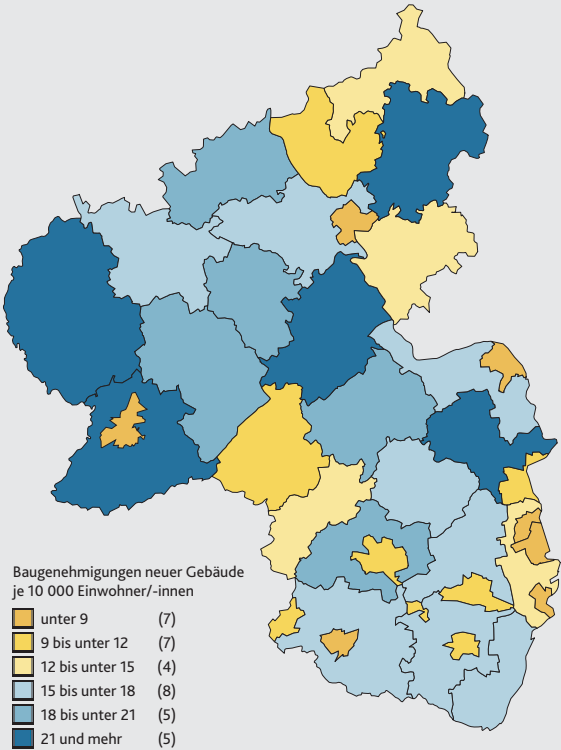 Baugenehmigungen neuer Gebäude
je 10 000 Einwohner/-innen
unter 9 (7)
9 bis unter 12 (7)
12 bis unter 15 (4)
15 bis unter 18 (8)
18 bis unter 21 (5)
21 und mehr (5)